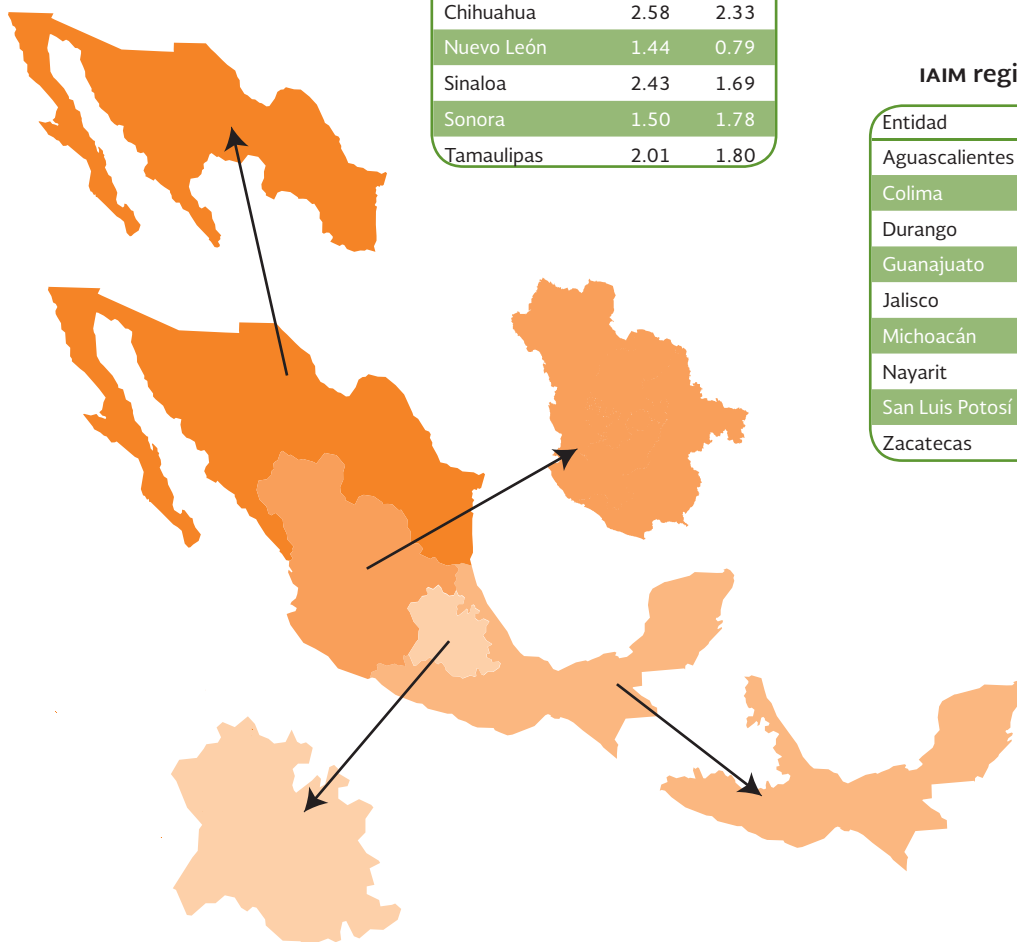 Chihuahua 2.58 2.33
Nuevo León 1.44 0.79
Sinaloa 2.43 1.69
Sonora 1.50 1.78
Tamaulipas 2.01 1.80
IAIM regi
Entidad
Aguascalientes
Colima
Durango
Guanajuato
Jalisco
Michoacán
Nayarit
San Luis Potosí
Zacatecas